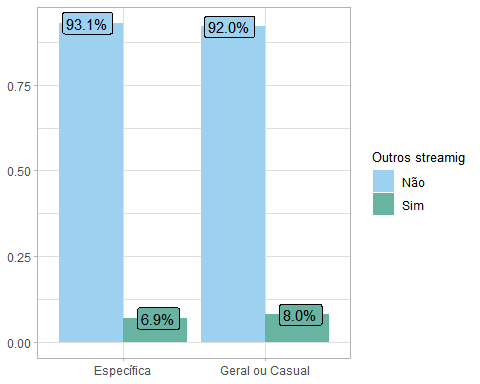 93.1%
92.0%
0.75
0.50
0.25
0.00
6.9%
8.0%
Específica
Geral ou Casual
Outros streamig
Não
Sim